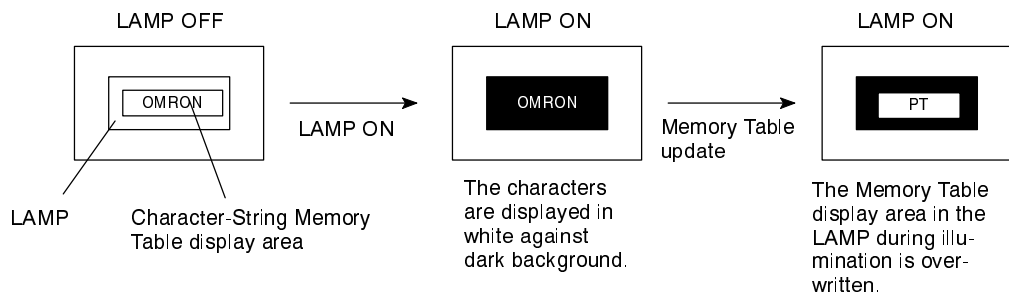 LAMP OFF
OMRON
LAMP
Character-String Memory
Table display area
LAMP ON
LAMP ON
OMRON
The characters
are displayed in
white against
dark background.
Memory Table
update
LAMP ON
PT
The Memory Table
display area in the
LAMP during illu-
mination is over-
written.